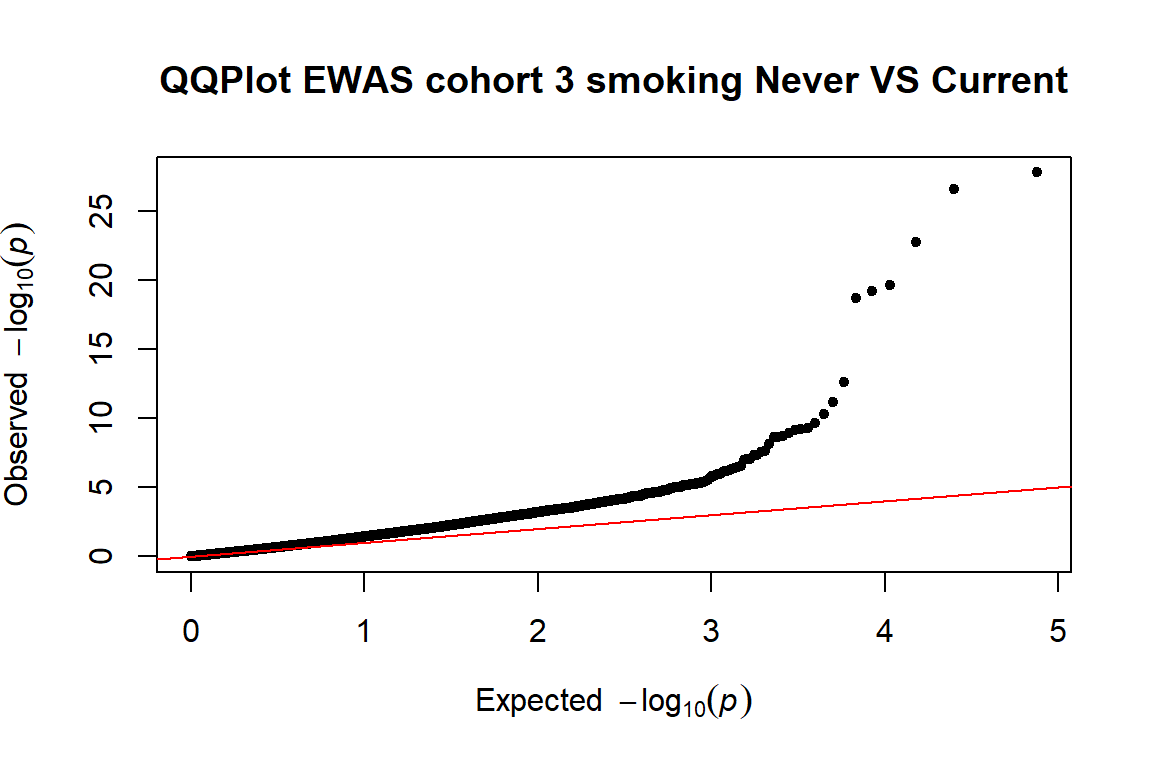 QQPlot EWAS cohort 3 smoking Never VS Current
Observed −log10(p)
25
20
15
10
5
0
0 1 2 3 4 5
Expected −log10(p)